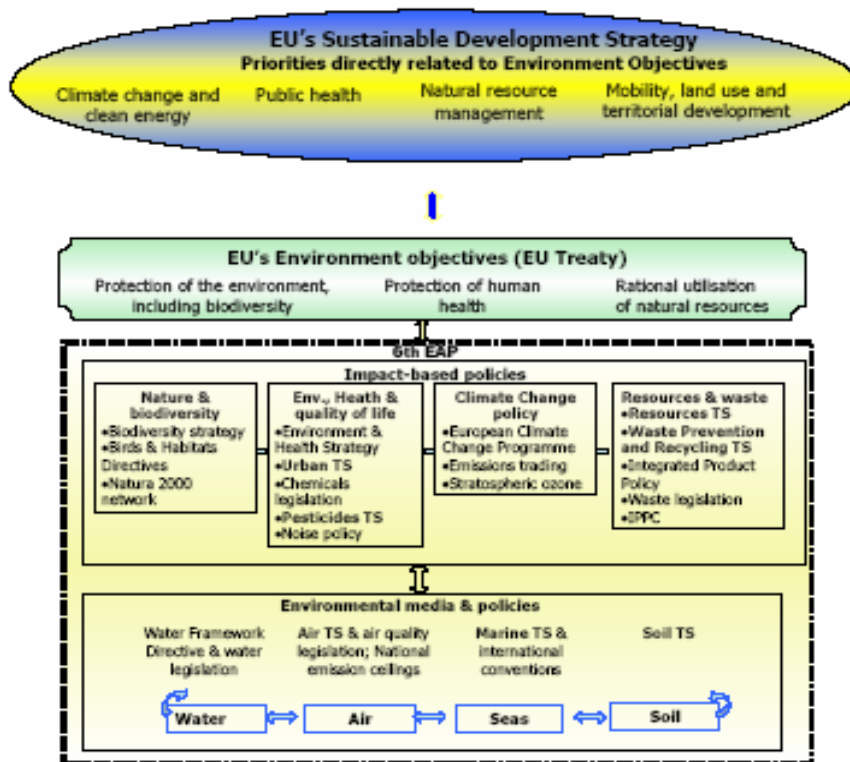 EU's Sustainable Development Strategy
Priorities directly related to Environment Objectives
Climate change and
clean energy
Public health
Natural resource
management
Mobility, land use and
territorial development
EU's Environment objectives (EU Treaty)
Protection of the environment,
including biodiversity
Protection of human
health
Rational utilisation
of natural resources
6th EAP
Impact-based policies
Nature &
biodiversity
•Biodiversity strategy
•Birds & Habitats
Directives
•Natura 2000
network
Env., Heath &
quality of life
•Environment &
Health Strategy
•Urban TS
•Chemicals
legislation
•Pesticides TS
•Noise policy
Climate Change
policy
•European Climate
Change Programme
•Emissions trading
•Stratospheric ozone
Resources & waste
•Resources TS
•Waste Prevention
and Recycling TS
•Integrated Product
Policy
•Waste legislation
•IPPC
Environmental media & policies
Water Framework
Directive & water
legislation
Air TS & air quality
legislation; National
emission ceilings
Marine TS &
international
conventions
Soil TS
Water
Air
Seas
Soil